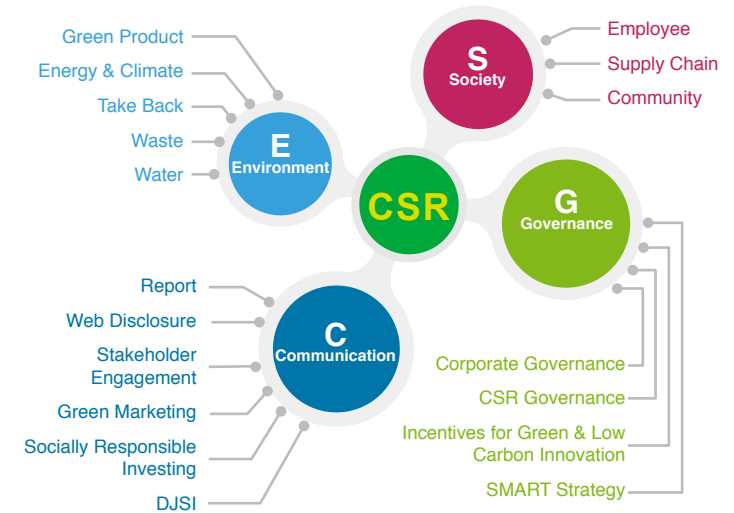 Green Product
Energy & Climate
Take Back
Waste
Water
E
Environment
S
Society
Employee
Supply Chain
Community
CSR
G
Governance
Corporate Governance
CSR Governance
Incentives for Green & Low
Carbon Innovation
SMART Strategy
C
Communication
Report
Web Disclosure
Stakeholder
Engagement
Green Marketing
Socially Responsible
Investing
DJSI